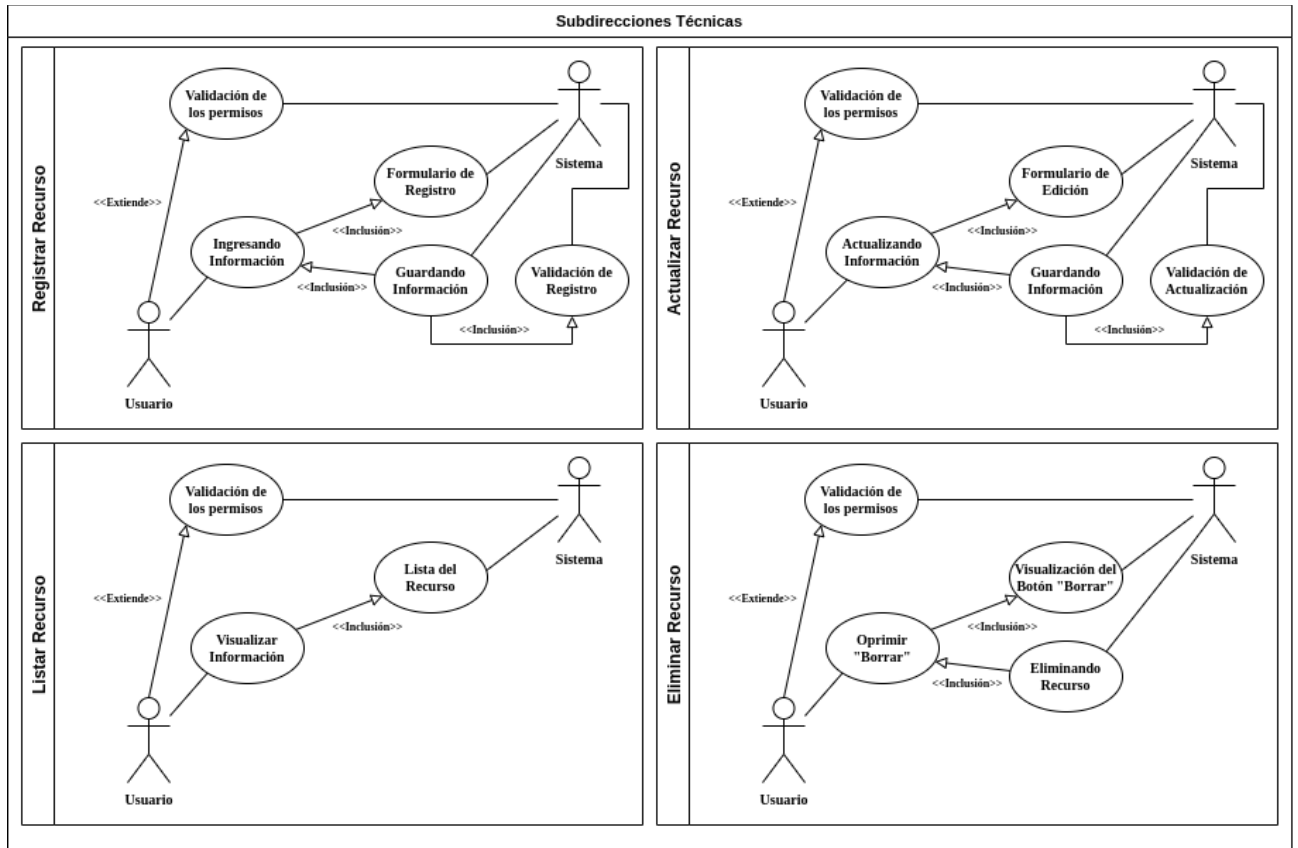 Subdirecciones Técnicas
Registrar Recurso
Validación de
los permisos
Sistema
Formulario de
Registro
<<Extiende>>
<<Inclusión>>
Ingresando
Información
<<Inclusión>>
Guardando
Información
Validación de
Registro
<<Inclusión>>
Usuario
Actualizar Recurso
Validación de
los permisos
Sistema
Formulario de
Edición
<<Extiende>>
<<Inclusión>>
Actualizando
Información
<<Inclusión>>
Guardando
Información
Validación de
Actualización
<<Inclusión>>
Usuario
Listar Recurso
Validación de
los permisos
Sistema
Lista del
Recurso
<<Extiende>>
<<Inclusión>>
Visualizar
Información
Usuario
Eliminar Recurso
Validación de
los permisos
Sistema
Visualización del
Botón "Borrar"
<<Extiende>>
<<Inclusión>>
Oprimir
"Borrar"
<<Inclusión>>
Eliminando
Recurso
Usuario